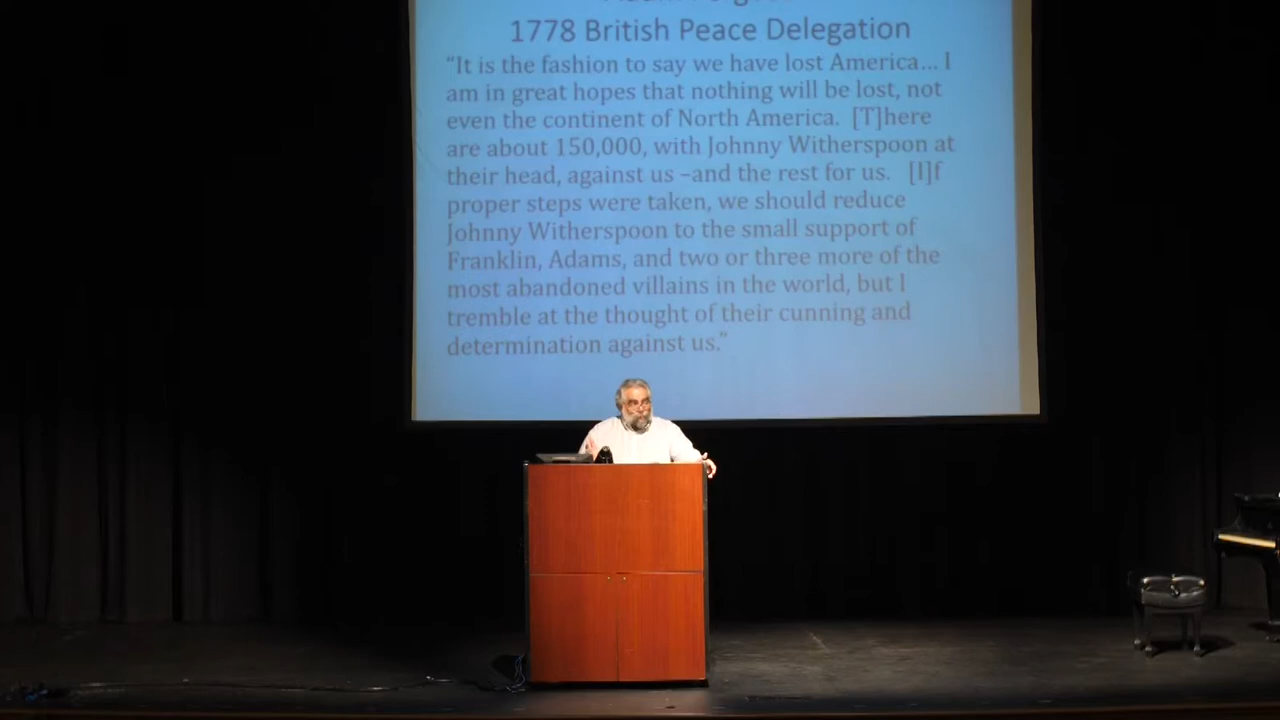 1778 British Peace Delegation
“It is the fashion to say we have lost America… I
am in great hopes that nothing will be lost, not
even the continent of North America.  [T]here
are about 150,000, with Johnny Witherspoon at
their head, against us –and the rest for us.   [I]f
proper steps were taken, we should reduce
Johnny Witherspoon to the small support of
Franklin, Adams, and two or three more of the
most abandoned villains in the world, but I
tremble at the thought of their cunning and
determination against us.”